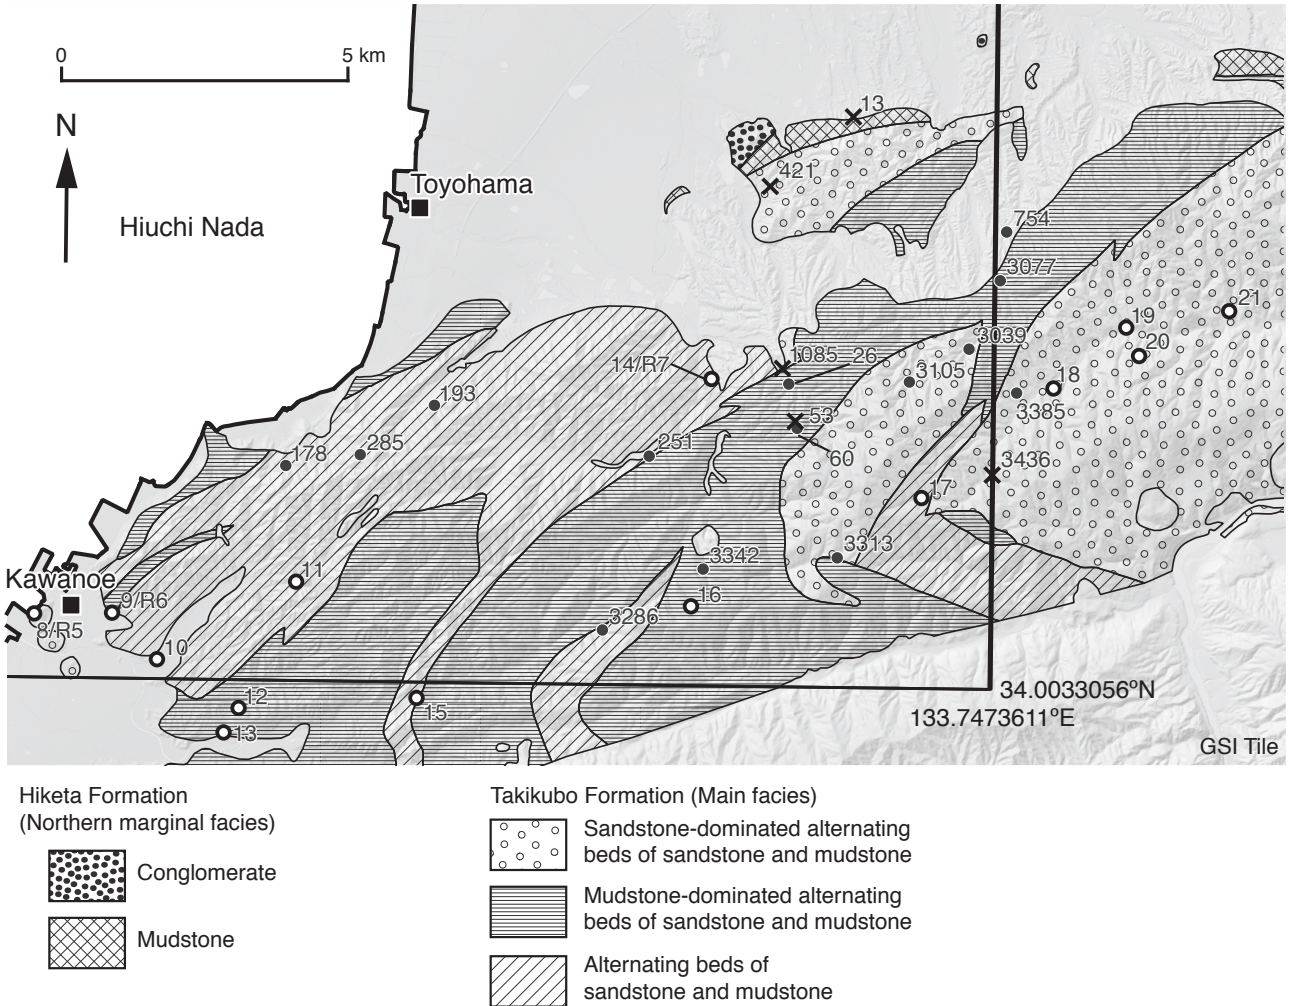 0
5 km
N
13
421
Toyohama
Hiuchi Nada
754
3077
21
19
20
3039
1085
26
14/R7
3105
18
193
3385
53
251
285
178
60
3436
17
3313
3342
11
Kawanoe
9/R6
16
8/R5
3286
10
12
34.0033056°N
15
133.7473611°E
13
GSI Tile
Hiketa Formation
(Northern marginal facies)
Conglomerate
Mudstone
Takikubo Formation (Main facies)
Sandstone-dominated alternating
beds of sandstone and mudstone
Mudstone-dominated alternating
beds of sandstone and mudstone
Alternating beds of
sandstone and mudstone